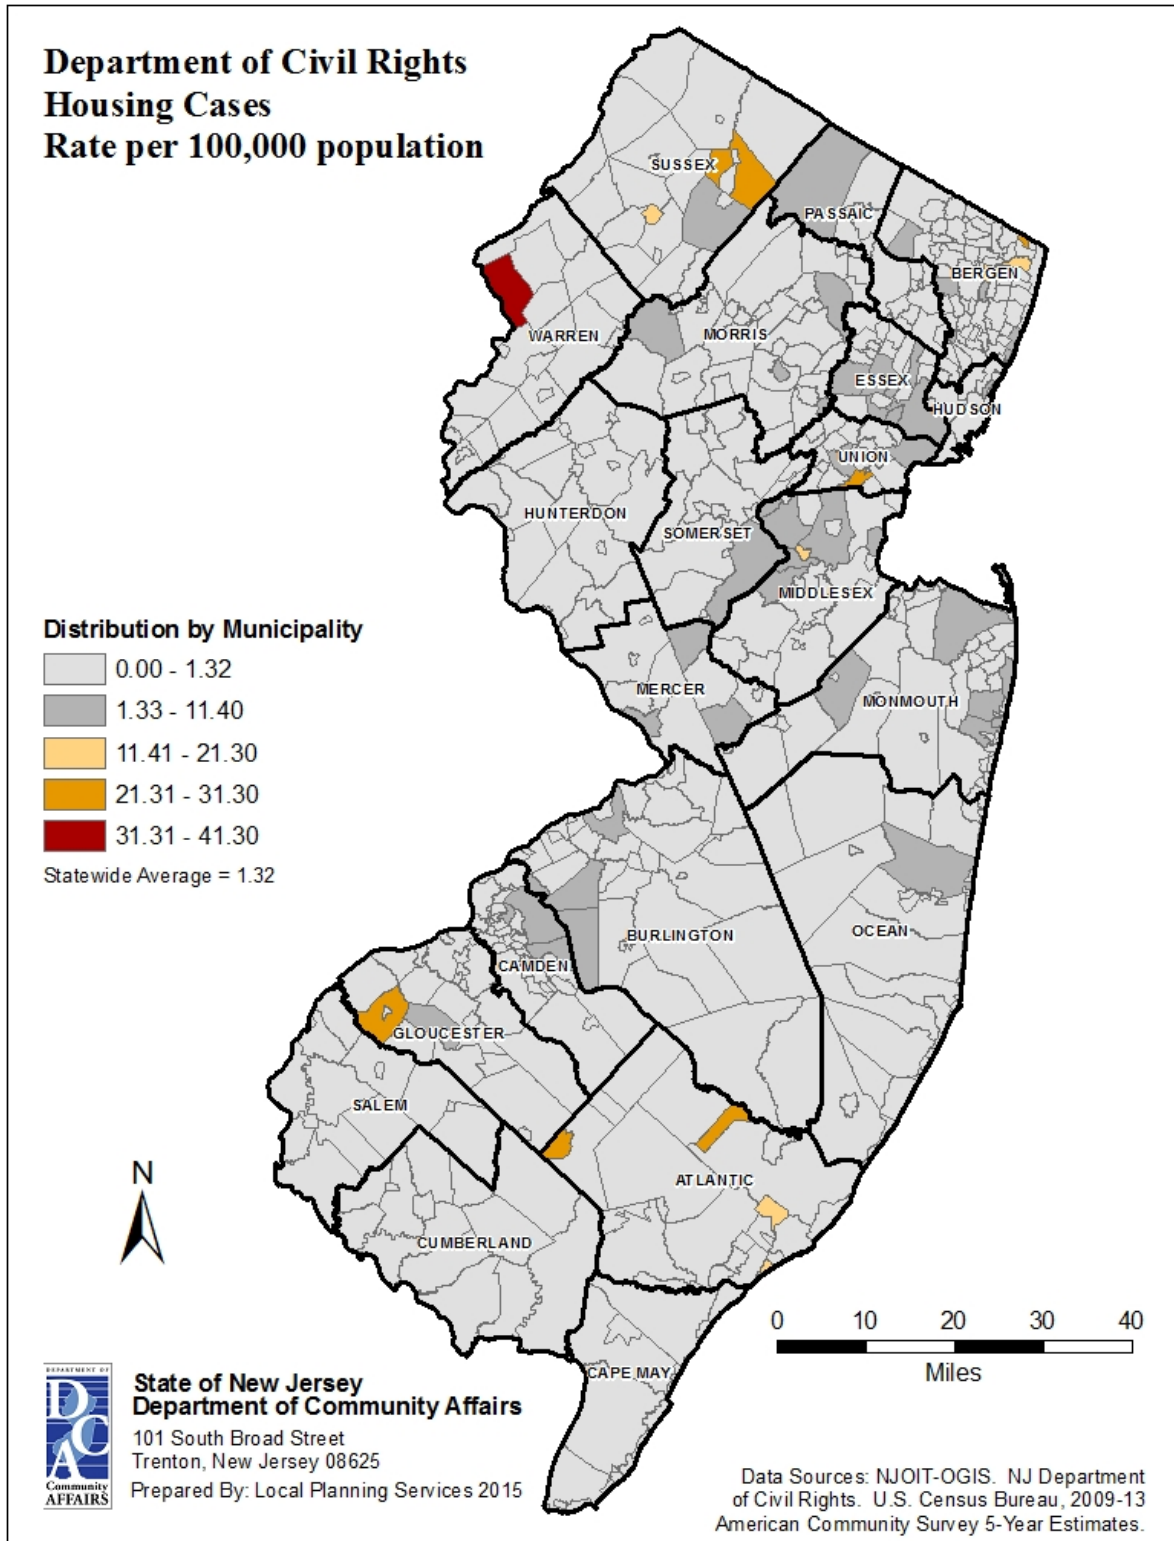 Department of Civil Rights
Housing Cases
Rate per 100,000 population
SUSSEX
PASSAIC
BERGEN
WARREN
MORRIS
ESSEX
HUDSON
UNION
HUNTERDON
SOMERSET
MIDDLESEX
MERCER
MONMOUTH
Distribution by Municipality
0.00 - 1.32
1.33 - 11.40
11.41 - 21.30
21.31 - 31.30
31.31 - 41.30
Statewide Average = 1.32
BURLINGTON
OCEAN
CAMDEN
GLOUCESTER
SALEM
ATLANTIC
CUMBERLAND
CAPE MAY
N
0 10 20 30 40
Miles
DEPARTMENT OF
DCA
Community
AFFAIRS
State of New Jersey
Department of Community Affairs
101 South Broad Street
Trenton, New Jersey 08625
Prepared By: Local Planning Services 2015
Data Sources: NJOIT-OGIS. NJ Department
of Civil Rights. U.S. Census Bureau, 2009-13
American Community Survey 5-Year Estimates.